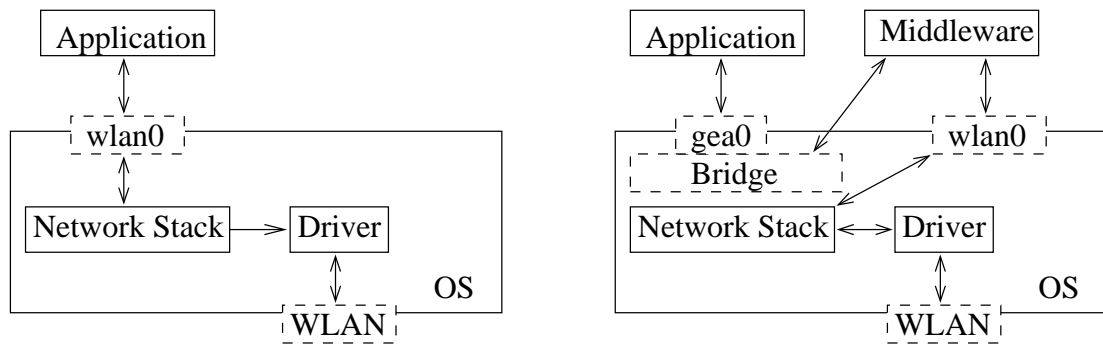 Application
wlan0
Network Stack
Driver
OS
WLAN
Application
Middleware
gea0
wlan0
Bridge
Network Stack
Driver
OS
WLAN